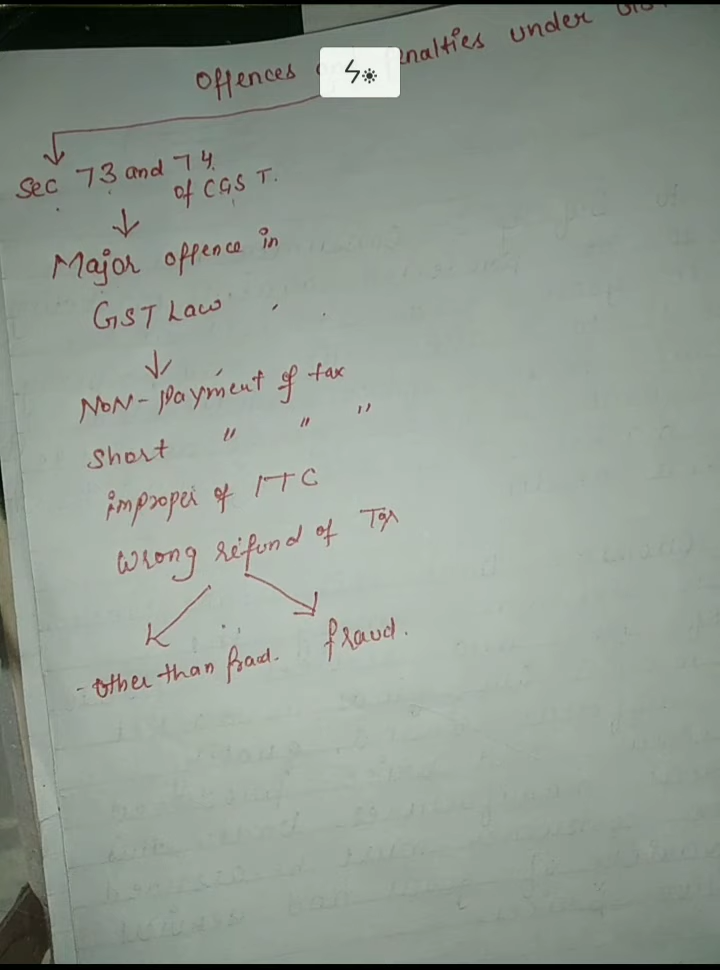 Offences enalties under
Sec 73 and 74
of CGST.
Major offence in
GST Law
NON-payment of tax
Short " " "
improper of ITC
Wrong refund of Tax
- Other than fraud. fraud.